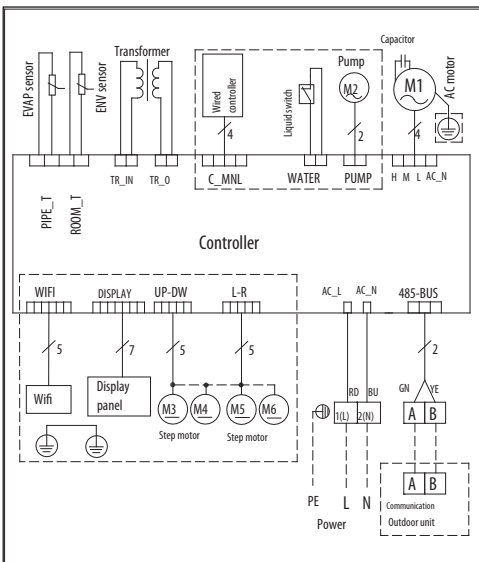 EVAP sensor
ENV sensor
Transformer
Wired controller
4
Liquid switch
Pump
M2
2
Capacitor
M1
AC motor
4
PIPE_T
ROOM_T
TR_IN
TR_O
C_MNL
WATER
PUMP
H M L AC_N
Controller
WIFI
DISPLAY
UP-DW
L-R
AC_L
AC_N
485-BUS
5
7
5
5
2
Wifi
Display
panel
M3
M4
M5
M6
Step motor
Step motor
RD
BU
1(L)
2(N)
GN
YE
A
B
PE
L
N
Power
A
B
Communication
Outdoor unit